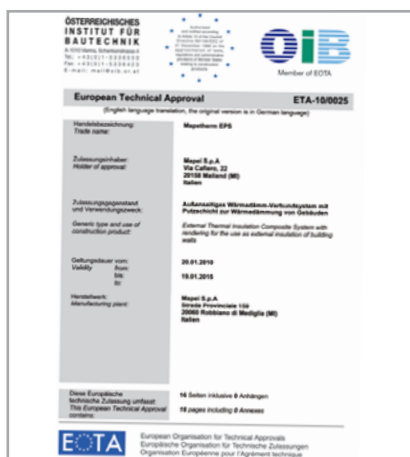 ÖSTERREICHISCHES
INSTITUT FÜR
BAUTECHNIK
OiB
Member of EOTA
European Technical Approval ETA-10/0025
(English language translation, the original version is in German language)
Handelsbezeichnung: Mapetherm EPS
Trade name:
Zulassungsinhaber: Mapei S.p.A
Holder of approval: Via Cafiero, 22
20158 Mailand (MI)
Italien
Zulassungsgegenstand Außenseitiges Wärmedämm-Verbundsystem mit
und Verwendungszweck: Putzschicht zur Wärmedämmung von Gebäuden
Generic type and use of External Thermal Insulation Composite System with
construction product: rendering for the use as external insulation of building
walls
Geltungsdauer vom: 20.01.2010
Validity from:
bis: 19.01.2015
to:
Herstellwerk: Mapei S.p.A
Manufacturing plant: Strada Provinciale 159
20060 Robbiano di Mediglia (MI)
Italien
Diese Europäische 16 Seiten inklusive 0 Anhängen
technische Zulassung umfasst:
This European Technical Approval 16 pages including 0 Annexes
contains:
EOTA
European Organisation for Technical Approvals
Europäische Organisation für Technische Zulassungen
Organisation Européenne pour l'Agrément technique